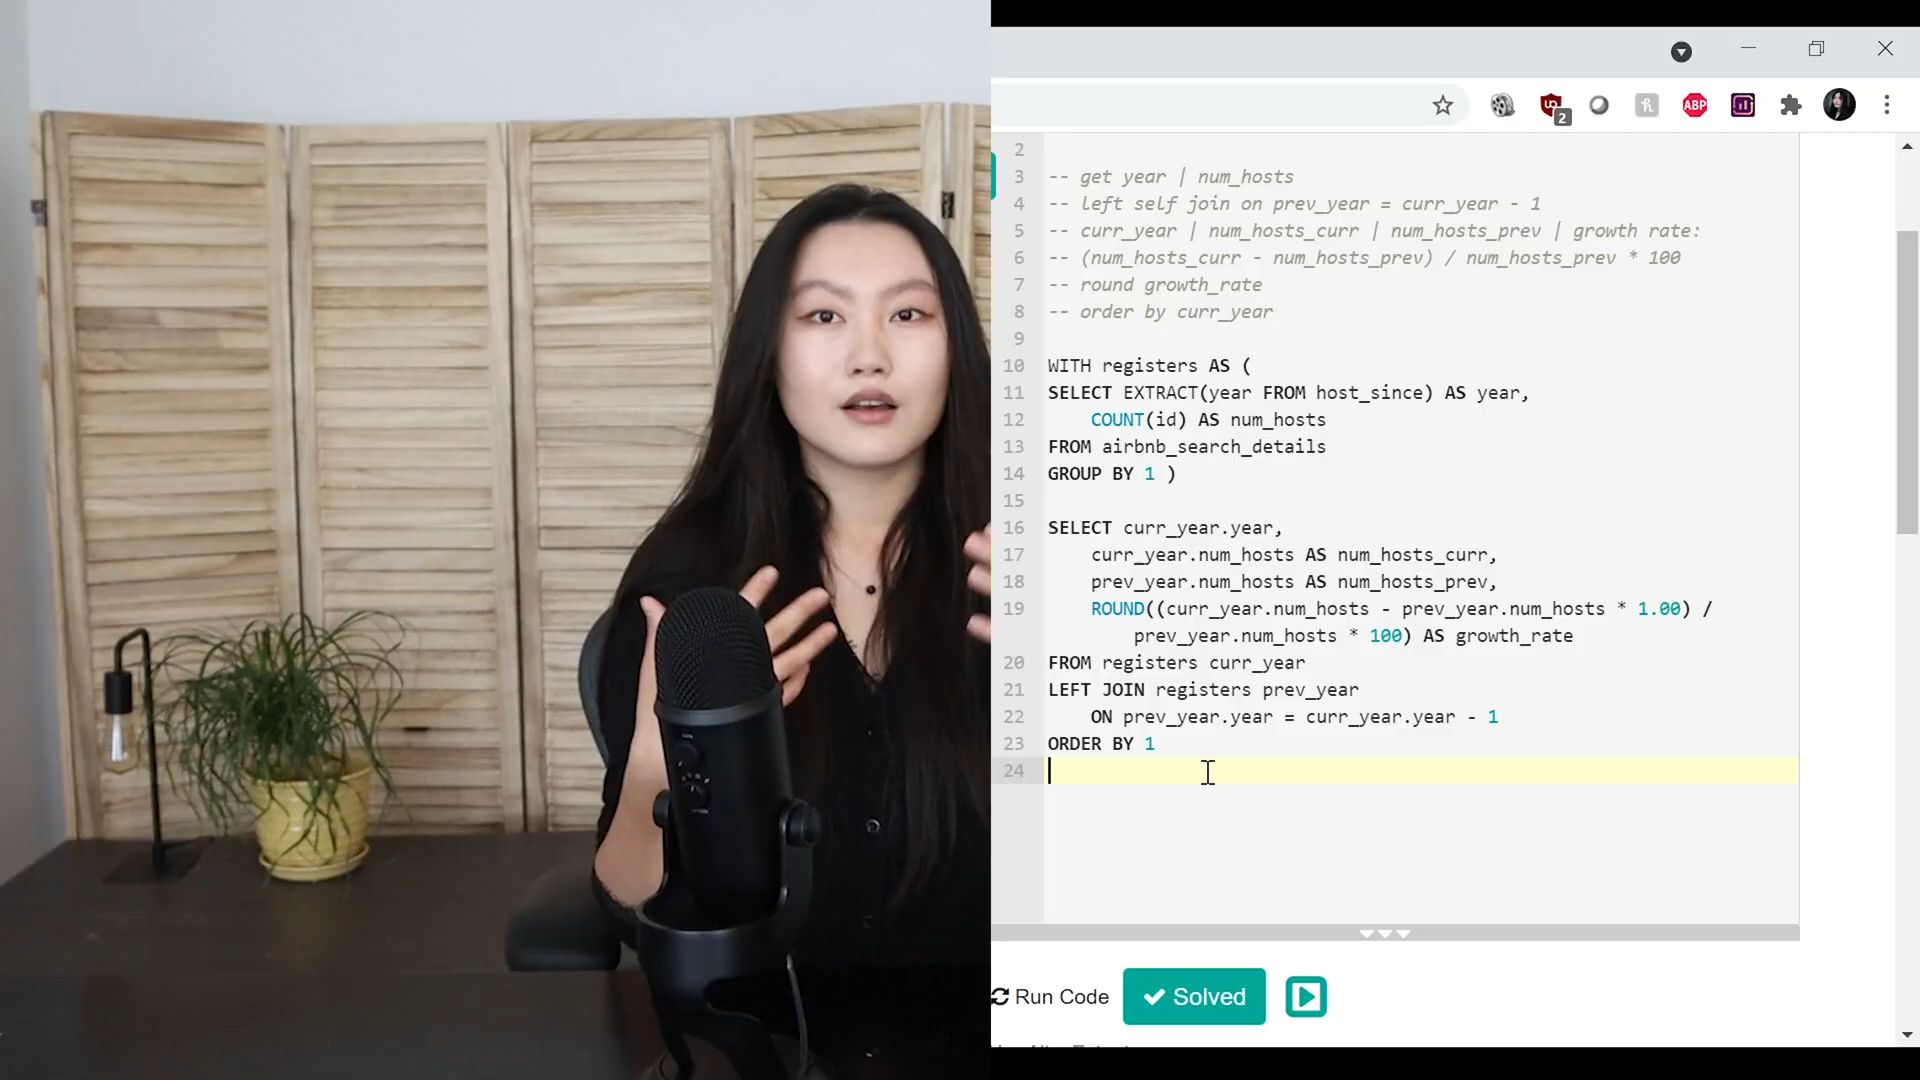 2
ABP
2
3 -- get year | num_hosts
4 -- left self join on prev_year = curr_year - 1
5 -- curr_year | num_hosts_curr | num_hosts_prev | growth rate:
6 -- (num_hosts_curr - num_hosts_prev) / num_hosts_prev * 100
7 -- round growth_rate
8 -- order by curr_year
9
10 WITH registers AS (
11 SELECT EXTRACT(year FROM host_since) AS year,
12 COUNT(id) AS num_hosts
13 FROM airbnb_search_details
14 GROUP BY 1 )
15
16 SELECT curr_year.year,
17 curr_year.num_hosts AS num_hosts_curr,
18 prev_year.num_hosts AS num_hosts_prev,
19 ROUND((curr_year.num_hosts - prev_year.num_hosts * 1.00) /
prev_year.num_hosts * 100) AS growth_rate
20 FROM registers curr_year
21 LEFT JOIN registers prev_year
22 ON prev_year.year = curr_year.year - 1
23 ORDER BY 1
24
Run Code
Solved